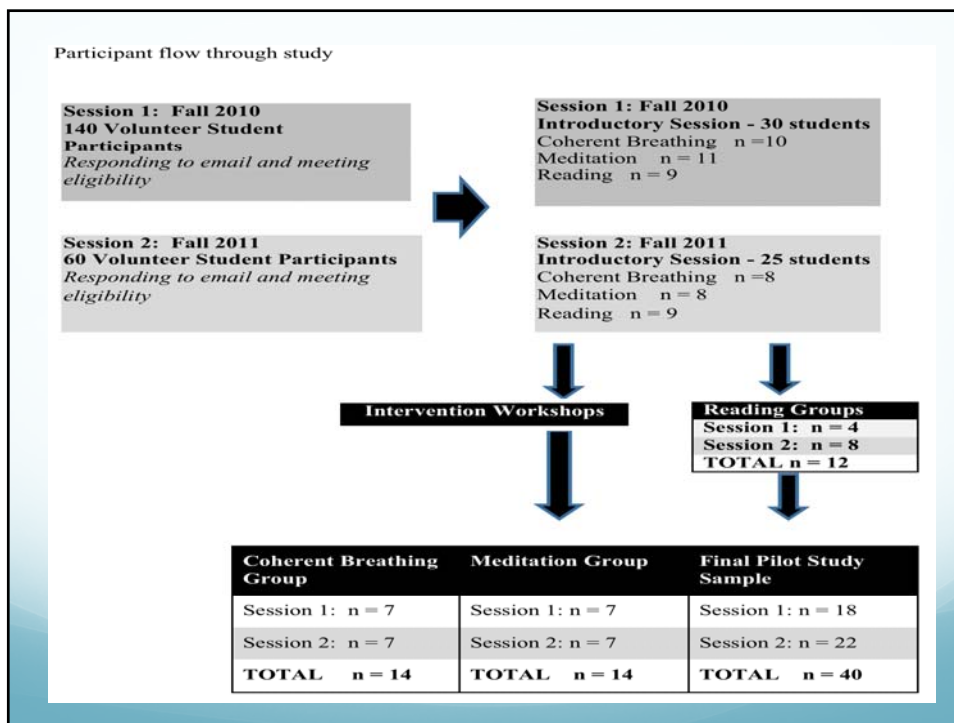 Participant flow through study
Session 1: Fall 2010
140 Volunteer Student
Participants
Responding to email and meeting
eligibility
Session 1: Fall 2010
Introductory Session - 30 students
Coherent Breathing n =10
Meditation n = 11
Reading n = 9
Session 2: Fall 2011
60 Volunteer Student Participants
Responding to email and meeting
eligibility
Session 2: Fall 2011
Introductory Session - 25 students
Coherent Breathing n =8
Meditation n = 8
Reading n = 9
Intervention Workshops
Reading Groups
Session 1: n = 4
Session 2: n = 8
TOTAL n = 12
Coherent Breathing
Group
Session 1: n = 7
Session 2: n = 7
TOTAL n = 14
Meditation Group
Session 1: n = 7
Session 2: n = 7
TOTAL n = 14
Final Pilot Study
Sample
Session 1: n = 18
Session 2: n = 22
TOTAL n = 40